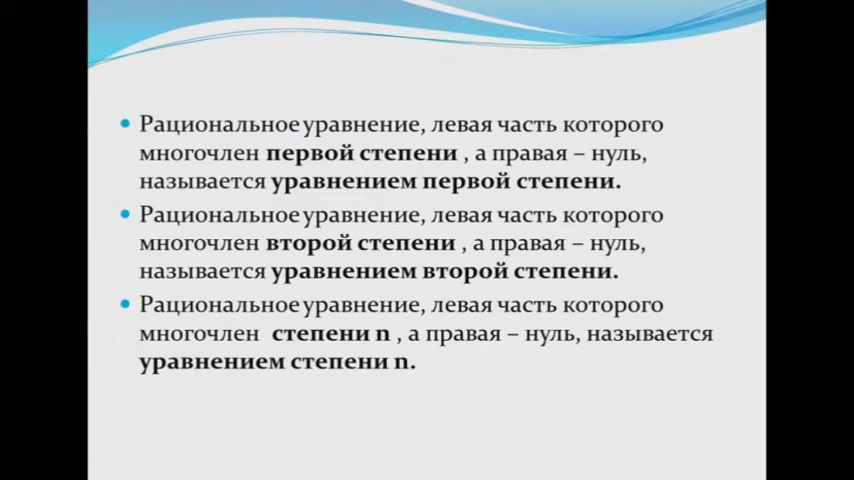 • Рациональное уравнение, левая часть которого
многочлен первой степени , а правая – нуль,
называется уравнением первой степени.
• Рациональное уравнение, левая часть которого
многочлен второй степени , а правая – нуль,
называется уравнением второй степени.
• Рациональное уравнение, левая часть которого
многочлен степени n , а правая – нуль, называется
уравнением степени n.